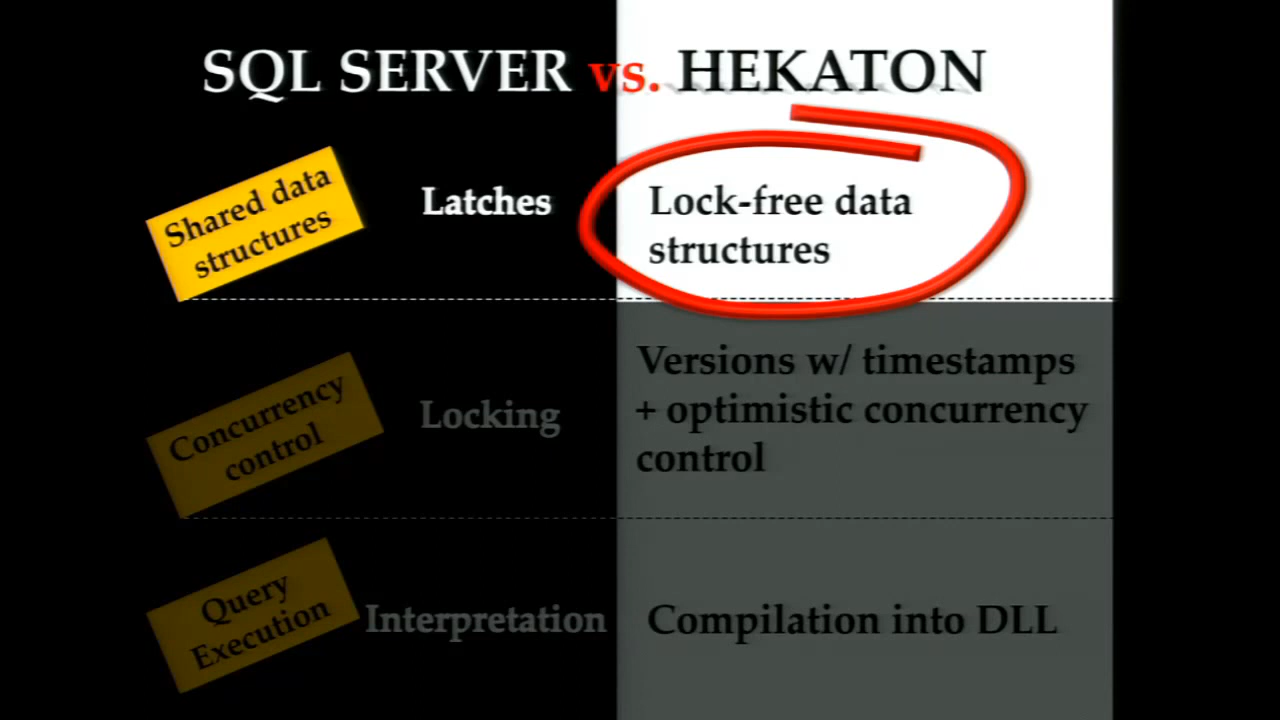 SQL SERVER vs. HEKATON
Shared data
structures
Latches
Lock-free data
structures
Concurrency
control
Locking
Versions w/ timestamps
+ optimistic concurrency
control
Query
Execution
Interpretation
Compilation into DLL